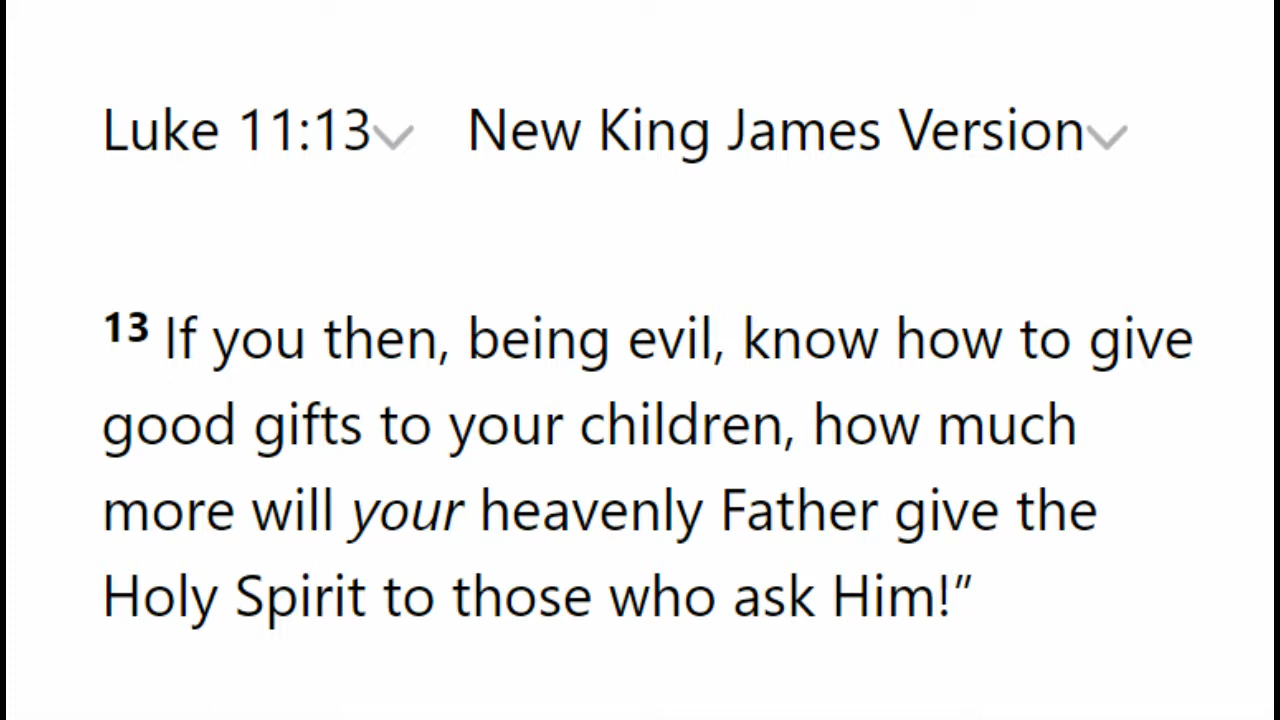 Luke 11:13 New King James Version
13 If you then, being evil, know how to give
good gifts to your children, how much
more will your heavenly Father give the
Holy Spirit to those who ask Him!”